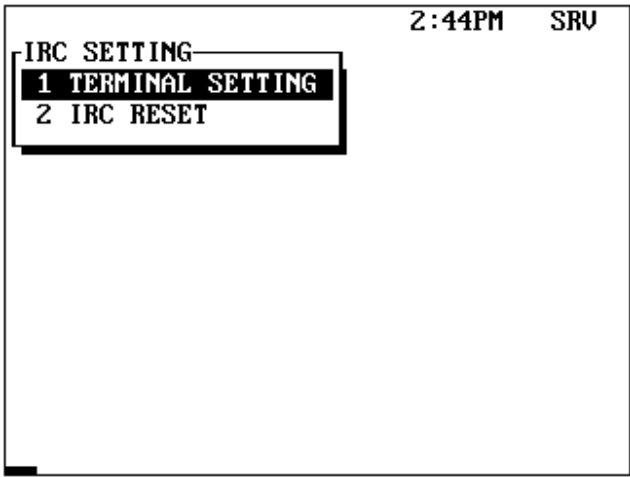 2:44PM SRV
IRC SETTING
1 TERMINAL SETTING
2 IRC RESET